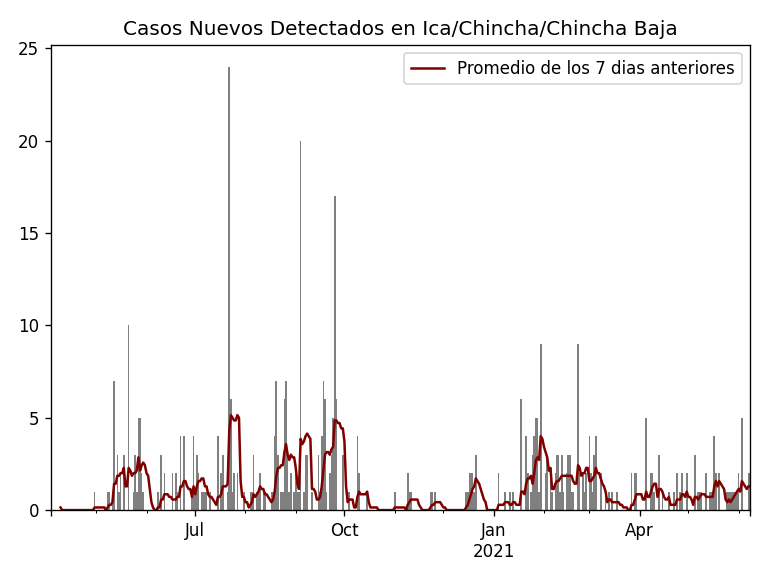 Casos Nuevos Detectados en Ica/Chincha/Chincha Baja
Promedio de los 7 dias anteriores
25
20
15
10
5
0
Jul Oct Jan Apr
2021